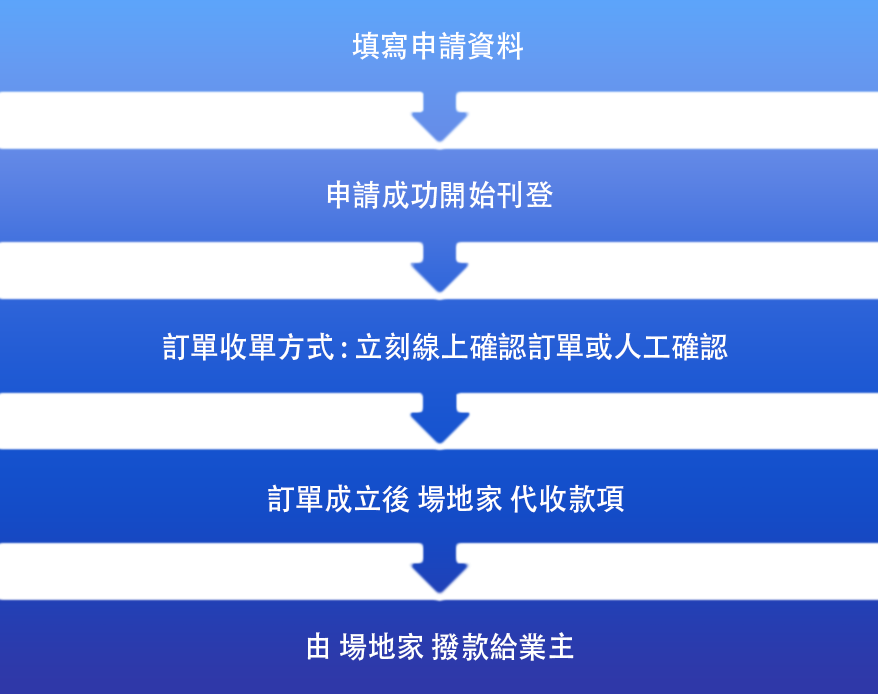 填寫申請資料
申請成功開始刊登
訂單收單方式 : 立刻線上確認訂單或人工確認
訂單成立後 場地家 代收款項
由 場地家 撥款給業主